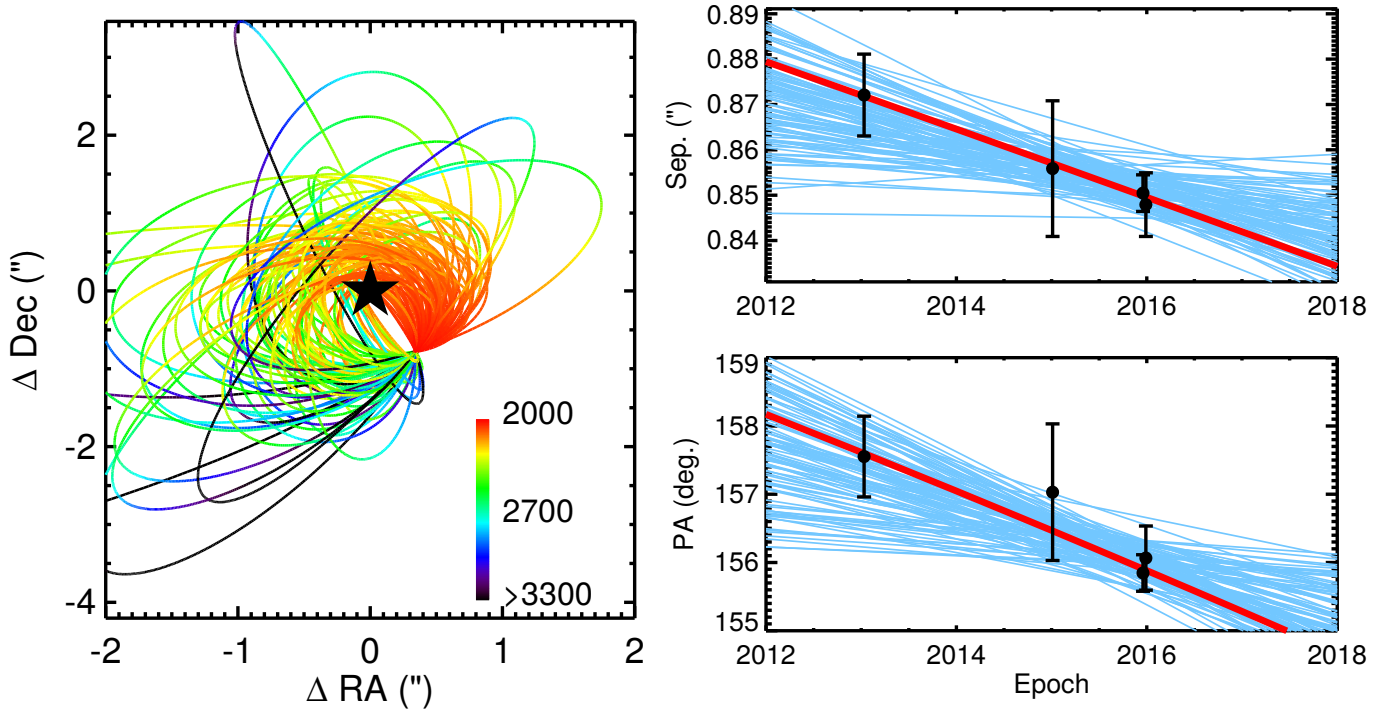 2
0
-2
-4
Δ Dec (")
-2 -1 0 1 2
Δ RA (")
2000
2700
>3300
0.89
0.88
0.87
0.86
0.85
0.84
Sep. (")
2012 2014 2016 2018
159
158
157
156
155
PA (deg.)
2012 2014 2016 2018
Epoch